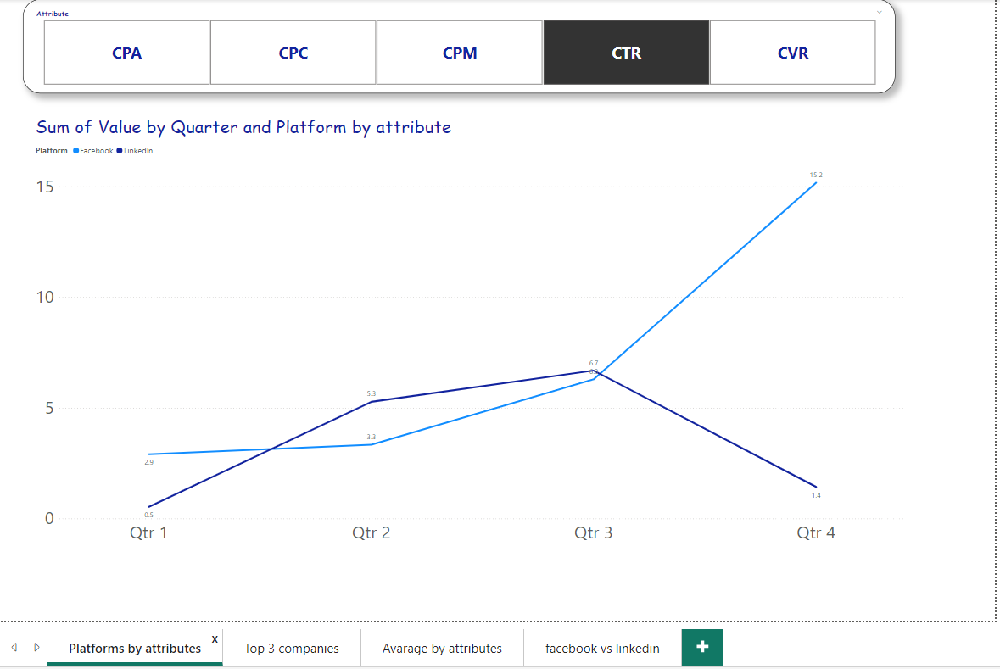 Attribute
CPA CPC CPM CTR CVR
Sum of Value by Quarter and Platform by attribute
Platform Facebook LinkedIn
15.2
15
10
6.7
5.3
5
3.3
2.9
1.4
0.5
0
Qtr 1 Qtr 2 Qtr 3 Qtr 4
Platforms by attributes X Top 3 companies Avarage by attributes facebook vs linkedin +